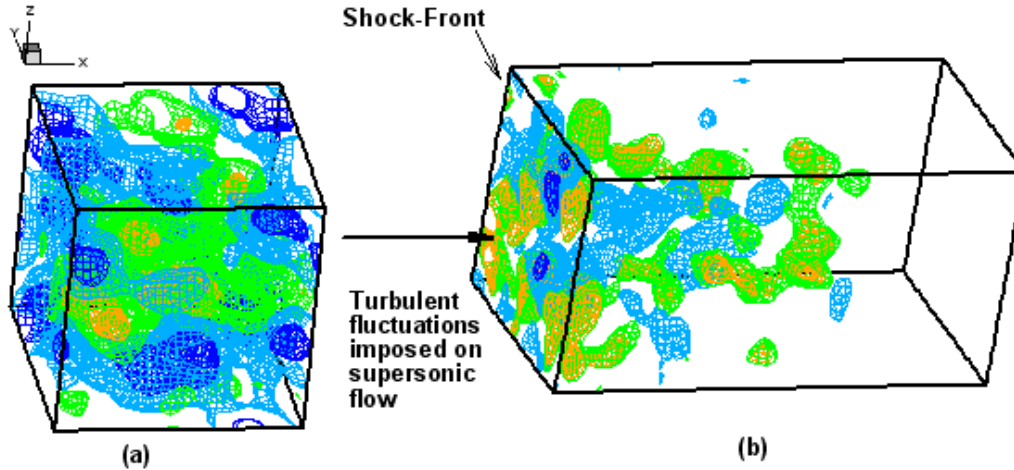 Z
Y
X
Shock-Front
Turbulent
fluctuations
imposed on
supersonic
flow
(a)
(b)